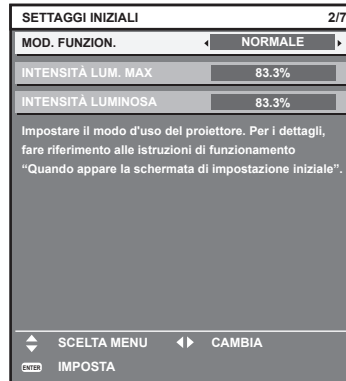 SETTAGGI INIZIALI 2/7
MOD. FUNZION. NORMALE
INTENSITÀ LUM. MAX 83.3%
INTENSITÀ LUMINOSA 83.3%
Impostare il modo d'uso del proiettore. Per i dettagli,
fare riferimento alle istruzioni di funzionamento
“Quando appare la schermata di impostazione iniziale”.
SCELTA MENU CAMBIA
ENTER IMPOSTA